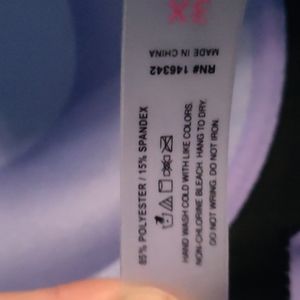 3X
MADE IN CHINA
RN# 146342
85% POLYESTER / 15% SPANDEX
HAND WASH COLD WITH LIKE COLORS.
NON-CHLORINE BLEACH. HANG TO DRY.
DO NOT WRING. DO NOT IRON.